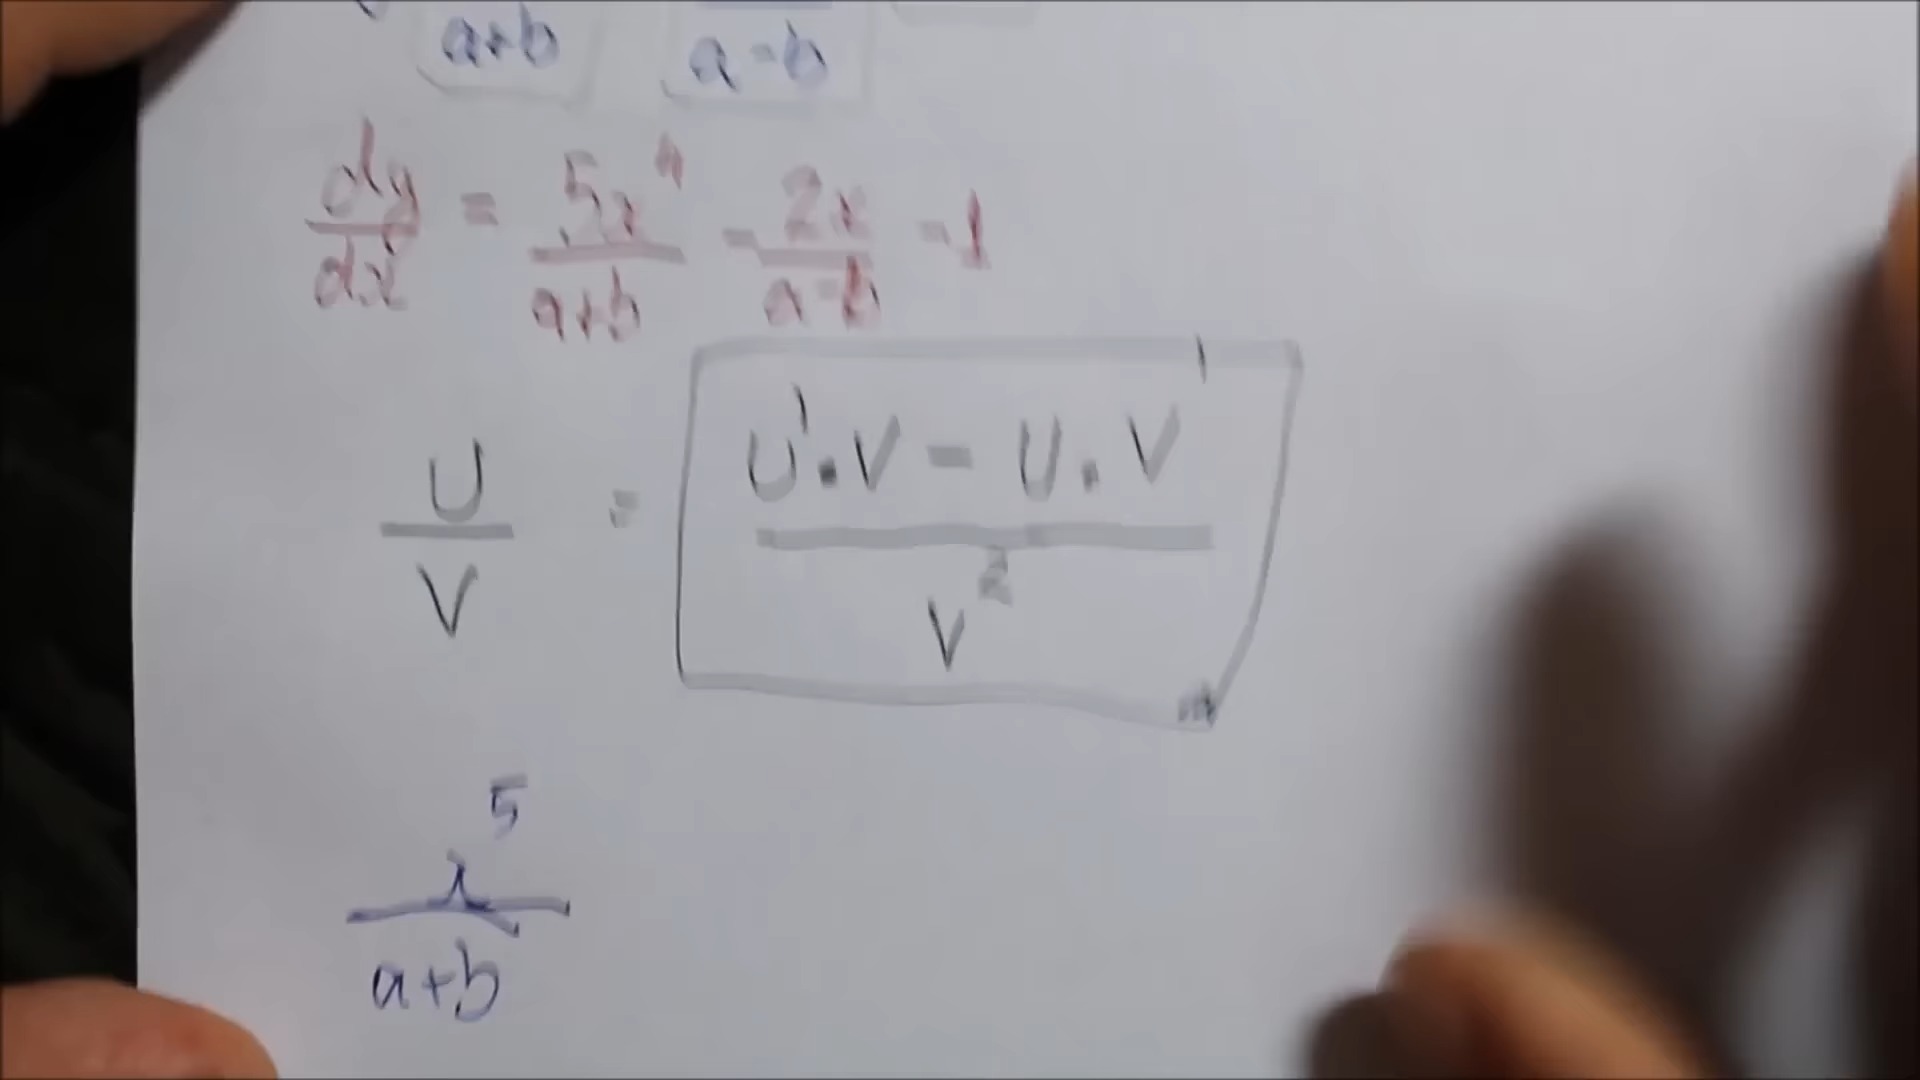 a+b a-b
dy/dx = 5x⁴/a+b - 2x/a-b - 1
U/V = U'.V - U.V'/V²
x⁵/a+b